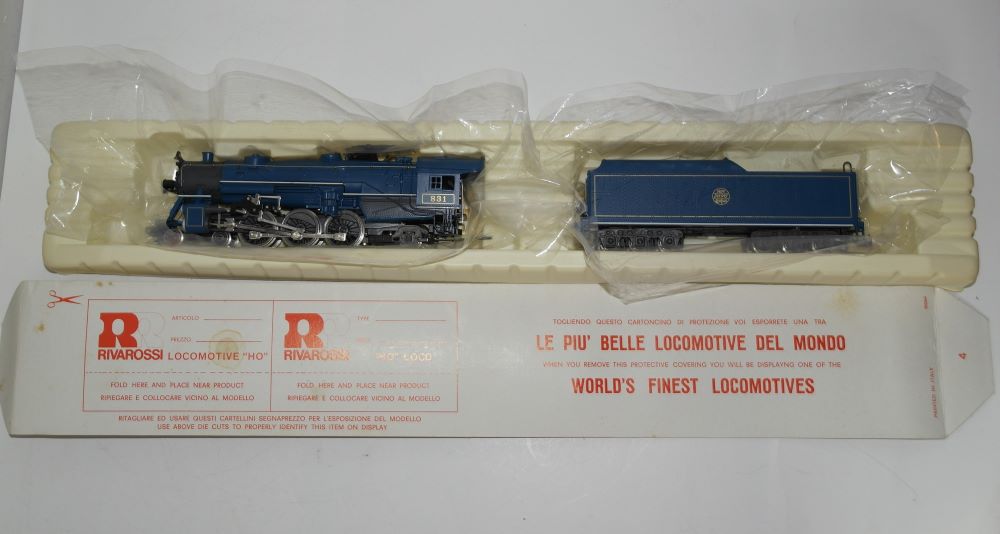 831
R
RIVAROSSI
ARTICOLO
PREZZO
LOCOMOTIVE "HO"
FOLD HERE AND PLACE NEAR PRODUCT
RIPIEGARE E COLLOCARE VICINO AL MODELLO
R
RIVAROSSI
TYPE
"HO" LOCO
FOLD HERE AND PLACE NEAR PRODUCT
RIPIEGARE E COLLOCARE VICINO AL MODELLO
RITAGLIARE ED USARE QUESTI CARTELLINI SEGNAPREZZO PER L'ESPOSIZIONE DEL MODELLO
USE ABOVE DIE CUTS TO PROPERLY IDENTIFY THIS ITEM ON DISPLAY
TOGLIENDO QUESTO CARTONCINO DI PROTEZIONE VOI ESPORRETE UNA TRA
LE PIU' BELLE LOCOMOTIVE DEL MONDO
WHEN YOU REMOVE THIS PROTECTIVE COVERING YOU WILL BE DISPLAYNG ONE OF THE
WORLD'S FINEST LOCOMOTIVES
PRINTED IN ITALY
4